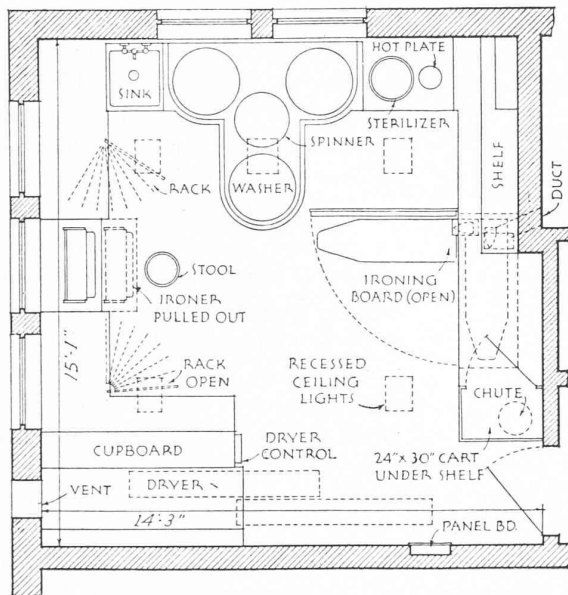 HOT PLATE
SINK
STERILIZER
SPINNER
SHELF
DUCT
RACK
WASHER
STOOL
IRONING
BOARD (OPEN)
IRONER
PULLED OUT
15'-1"
RACK
OPEN
RECESSED
CEILING
LIGHTS
CHUTE
CUPBOARD
DRYER
CONTROL
24" x 30" CART
UNDER SHELF
VENT
DRYER
14'-3"
PANEL BD.